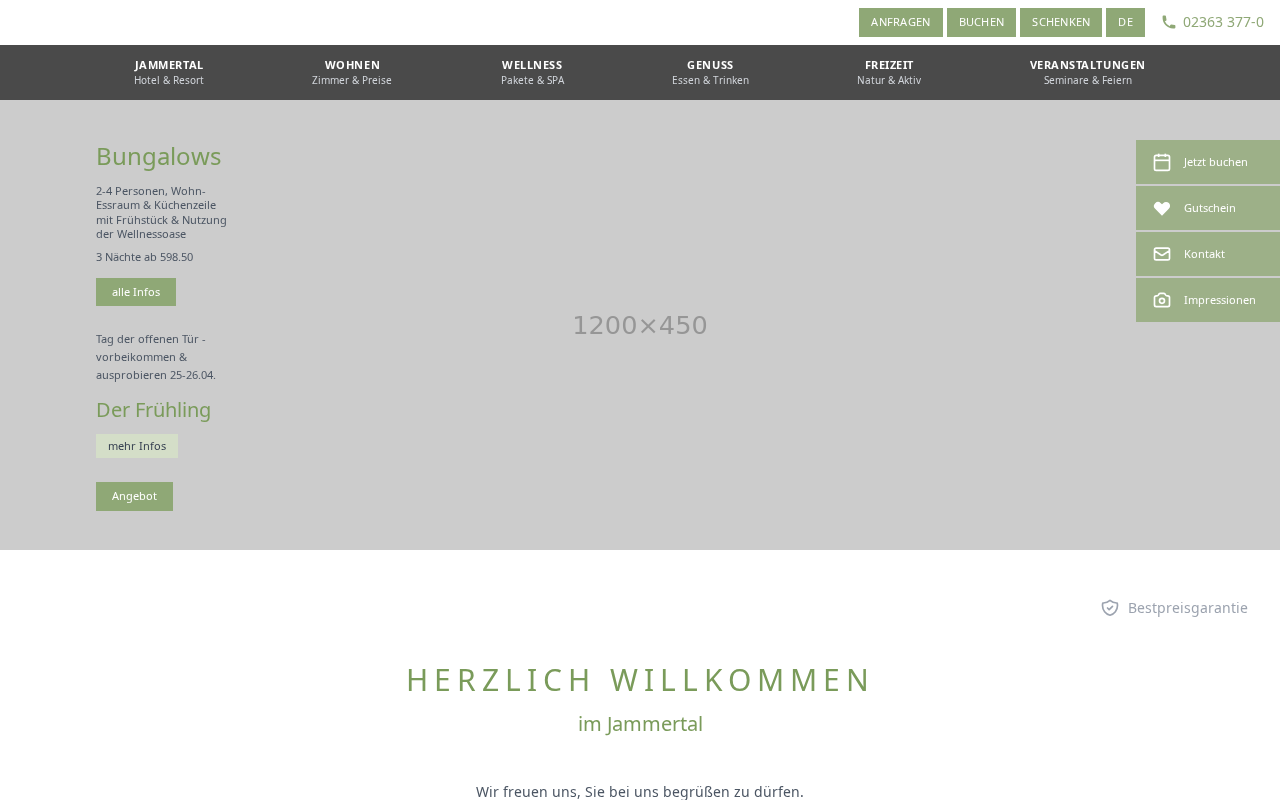 ANFRAGEN BUCHEN SCHENKEN DE 02363 377-0
JAMMERTAL WOHNEN WELLNESS GENUSS FREIZEIT VERANSTALTUNGEN
Hotel & Resort Zimmer & Preise Pakete & SPA Essen & Trinken Natur & Aktiv Seminare & Feiern
Bungalows
2-4 Personen, Wohn-
Essraum & Küchenzeile
mit Frühstück & Nutzung
der Wellnessoase
3 Nächte ab 598.50
alle Infos
Tag der offenen Tür -
vorbeikommen &
ausprobieren 25-26.04.
Der Frühling
mehr Infos
Angebot
1200×450
Jetzt buchen
Gutschein
Kontakt
Impressionen
Bestpreisgarantie
HERZLICH WILLKOMMEN
im Jammertal
Wir freuen uns, Sie bei uns begrüßen zu dürfen.